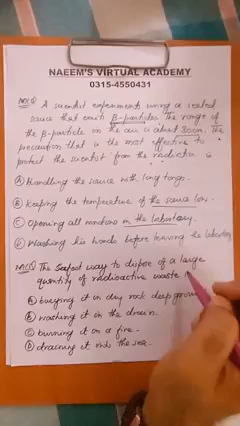 NAEEM'S VIRTUAL ACADEMY
0315-4550431
MCQ A scientist experiments using a sealed
source that emits β-particles. The range of
the β-particle in the air is about 30cm. The
precaution that is the most effective to
protect the scientist from the radiation is
A Handling the source with long tongs.
B Keeping the temperature of the source low.
C Opening all windows in the laboratory.
D Washing his hands before leaving the laboratory
MCQ The Safest way to dispose of a large
quantity of radioactive waste
A burying it in dry rock deep
B washing it in the drain.
C burning it on a fire.
D draining it into the sea.